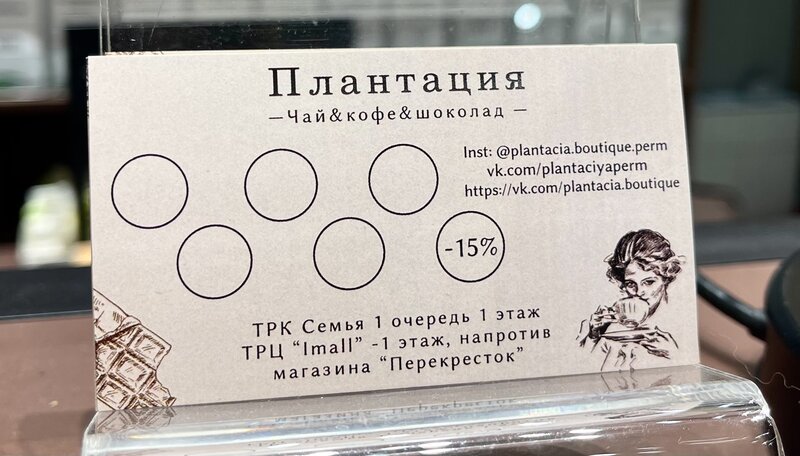 Плантация
—Чай&кофе&шоколад —
Inst: @plantacia.boutique.perm
vk.com/plantaciyaperm
https://vk.com/plantacia.boutique
-15%
ТРК Семья 1 очередь 1 этаж
ТРЦ “Imall” -1 этаж, напротив
магазина “Перекресток”